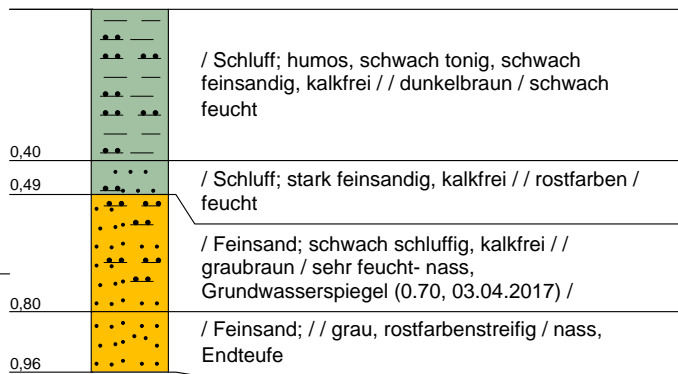 / Schluff; humos, schwach tonig, schwach
feinsandig, kalkfrei / / dunkelbraun / schwach
feucht
0,40
/ Schluff; stark feinsandig, kalkfrei / / rostfarben /
feucht
0,49
/ Feinsand; schwach schluffig, kalkfrei / /
graubraun / sehr feucht- nass,
Grundwasserspiegel (0.70, 03.04.2017) /
0,80
/ Feinsand; / / grau, rostfarbenstreifig / nass,
Endteufe
0,96